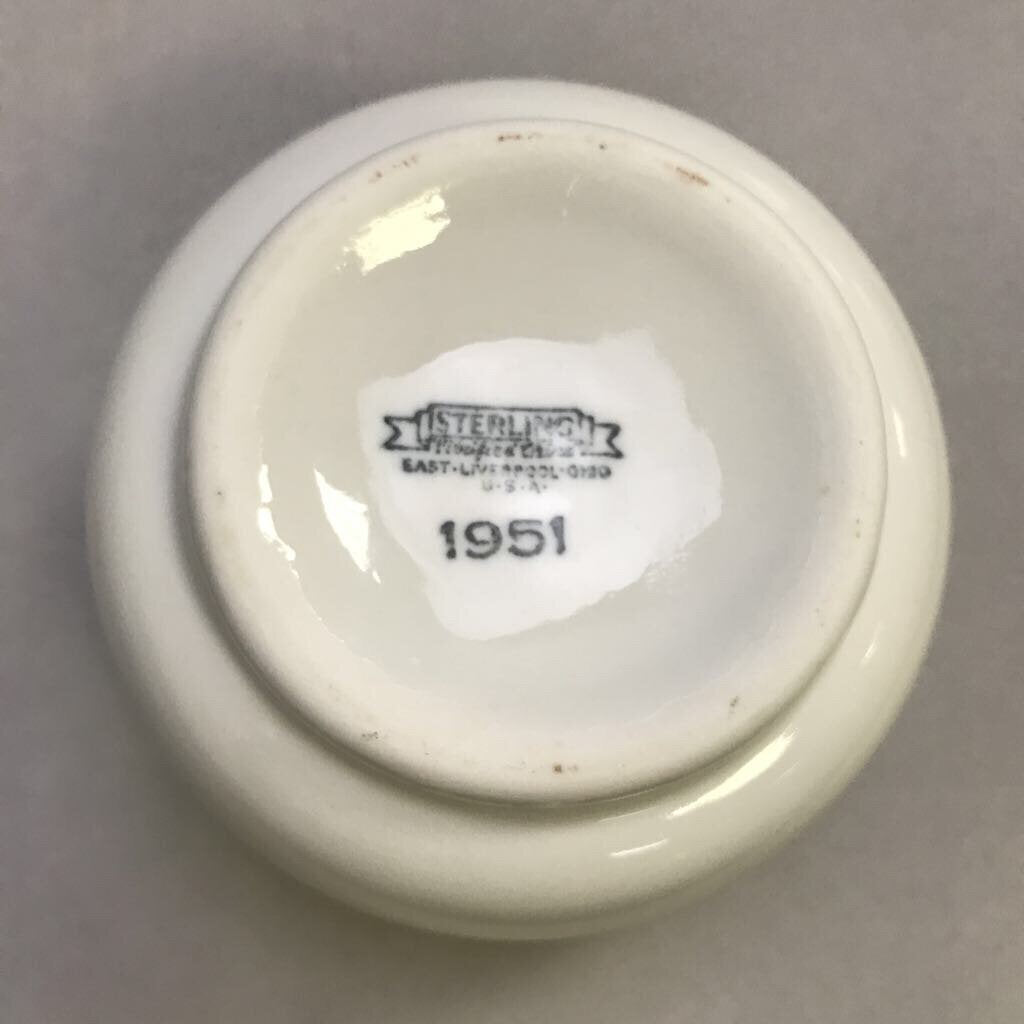 STERLING
EAST·LIVERPOOL·OHIO
U·S·A·
1951